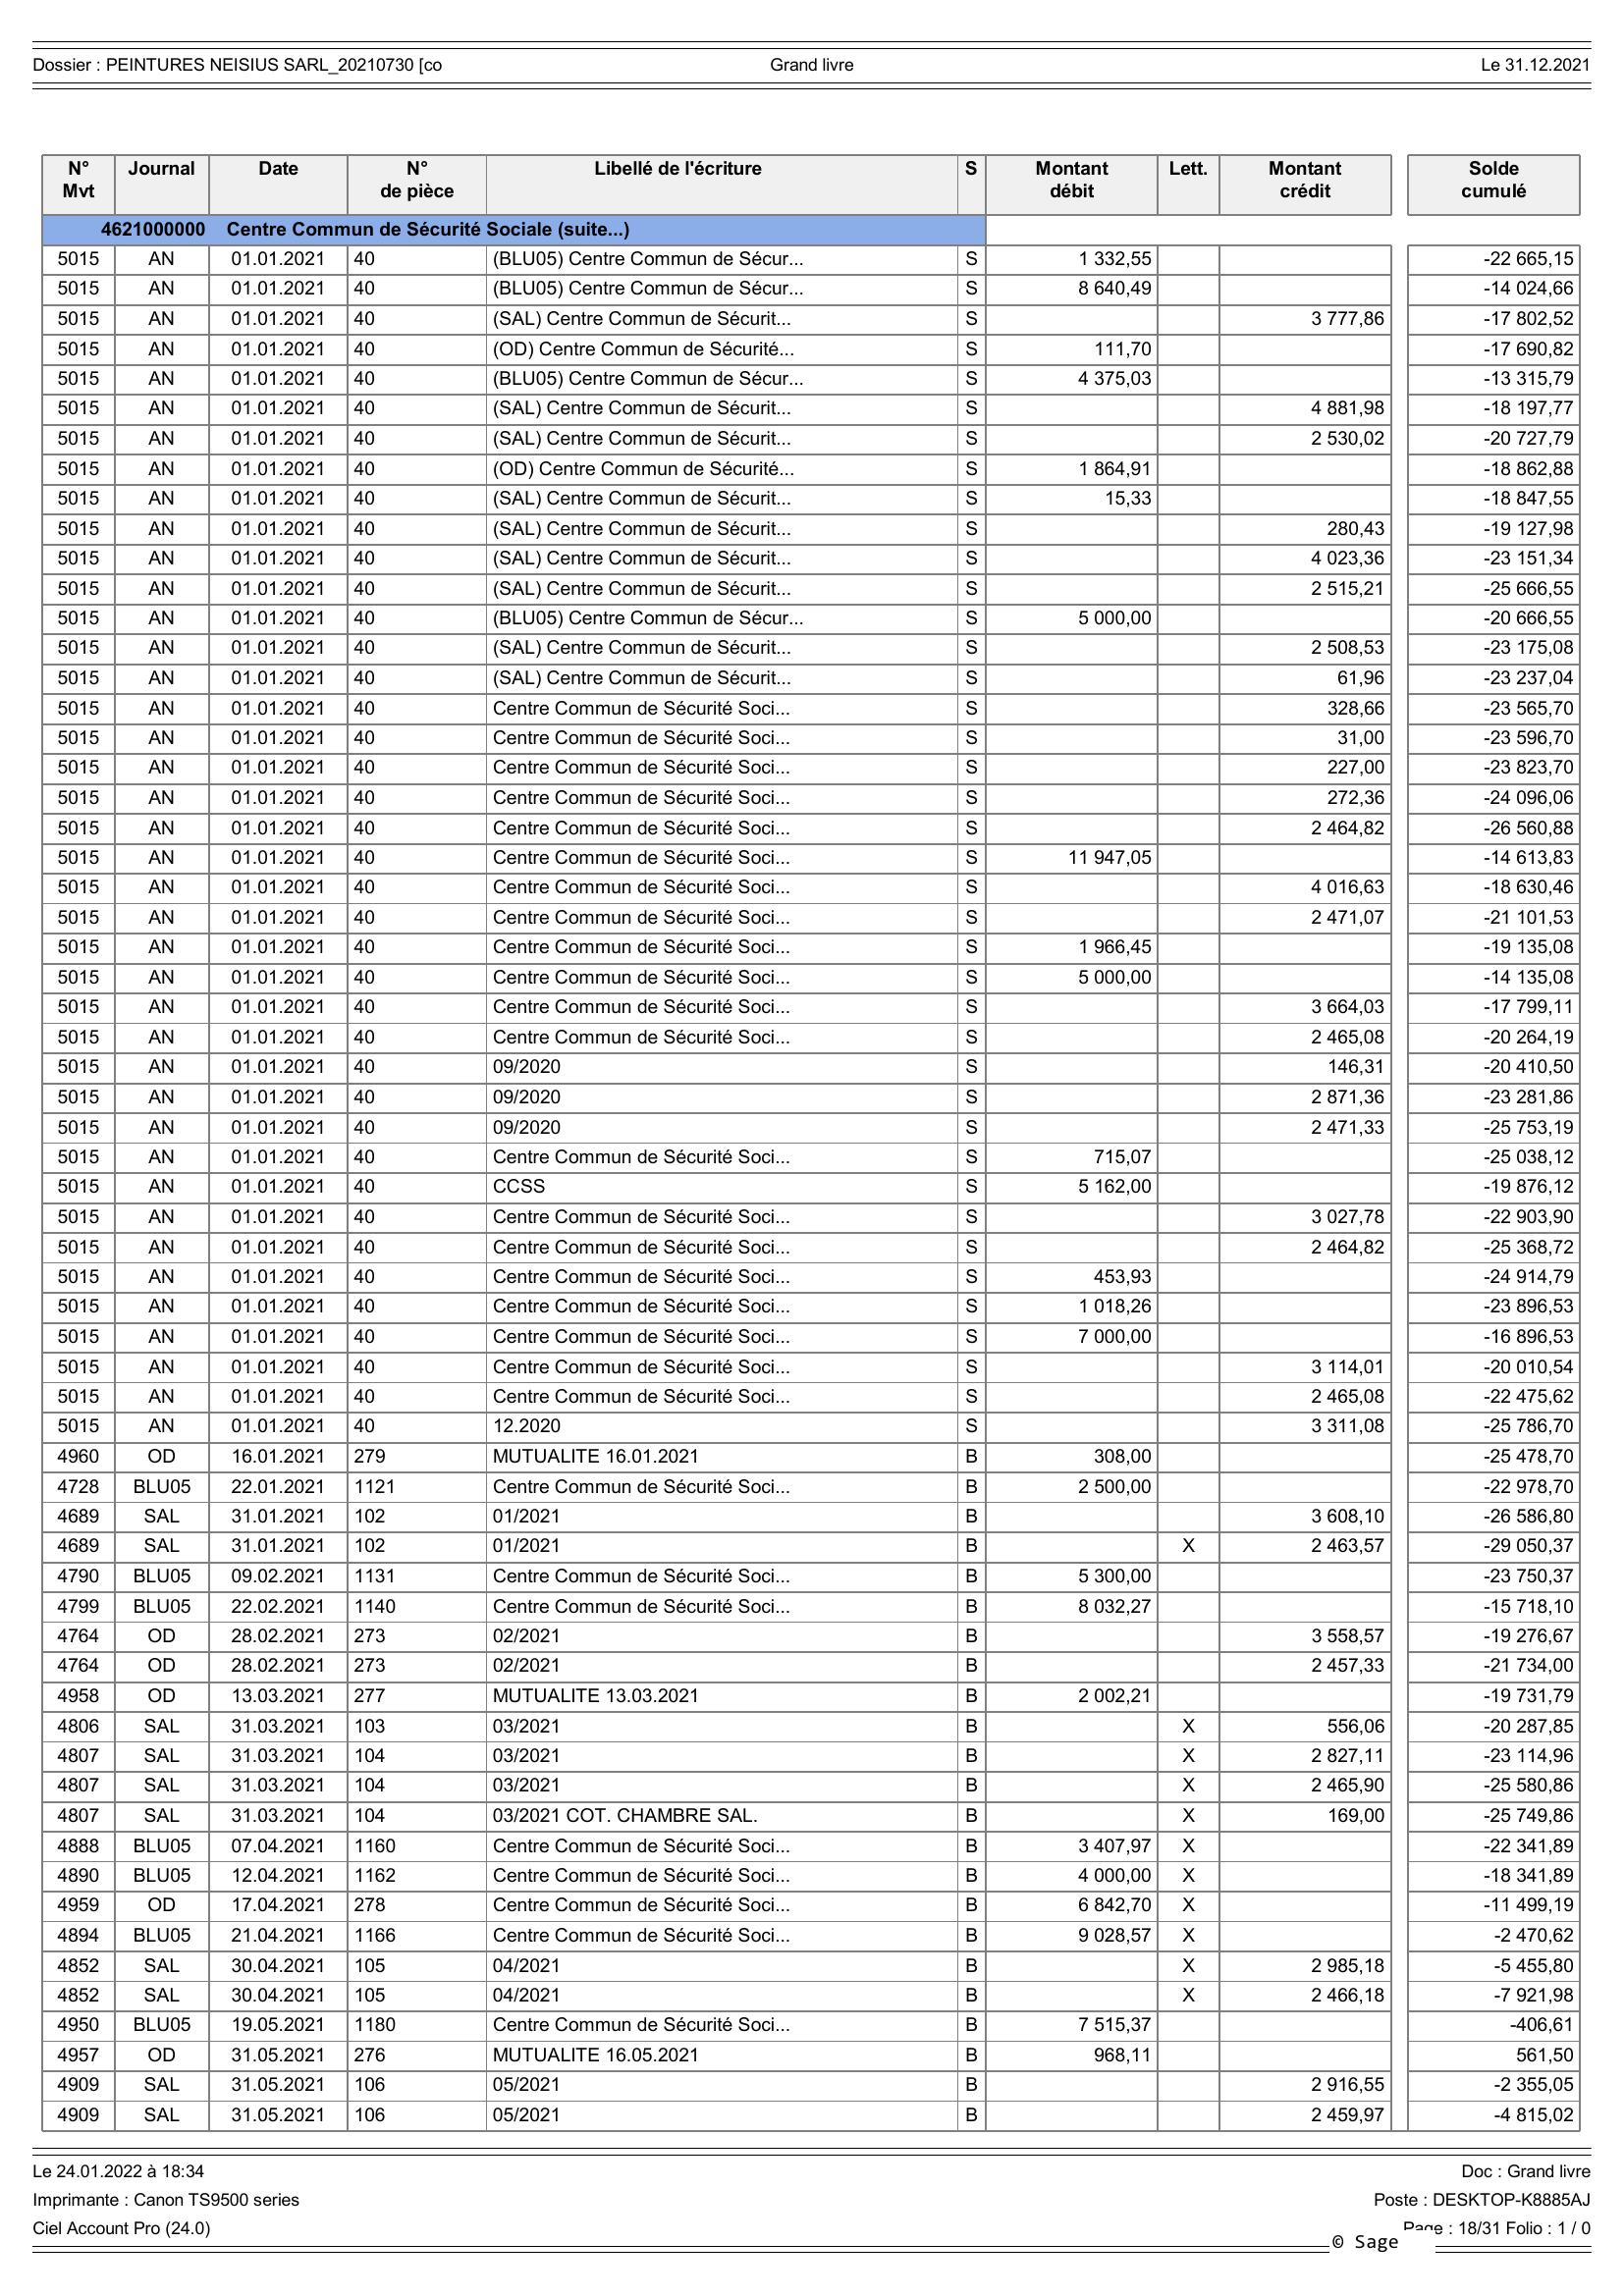 Dossier : PEINTURES NEISIUS SARL_20210730 [co Grand livre Le 31.12.2021
N° Mvt Journal Date N° de pièce Libellé de l'écriture S Montant débit Lett. Montant crédit Solde cumulé
4621000000 Centre Commun de Sécurité Sociale (suite...)
5015 AN 01.01.2021 40 (BLU05) Centre Commun de Sécur... S 1 332,55 -22 665,15
5015 AN 01.01.2021 40 (BLU05) Centre Commun de Sécur... S 8 640,49 -14 024,66
5015 AN 01.01.2021 40 (SAL) Centre Commun de Sécurit... S 3 777,86 -17 802,52
5015 AN 01.01.2021 40 (OD) Centre Commun de Sécurité... S 111,70 -17 690,82
5015 AN 01.01.2021 40 (BLU05) Centre Commun de Sécur... S 4 375,03 -13 315,79
5015 AN 01.01.2021 40 (SAL) Centre Commun de Sécurit... S 4 881,98 -18 197,77
5015 AN 01.01.2021 40 (SAL) Centre Commun de Sécurit... S 2 530,02 -20 727,79
5015 AN 01.01.2021 40 (OD) Centre Commun de Sécurité... S 1 864,91 -18 862,88
5015 AN 01.01.2021 40 (SAL) Centre Commun de Sécurit... S 15,33 -18 847,55
5015 AN 01.01.2021 40 (SAL) Centre Commun de Sécurit... S 280,43 -19 127,98
5015 AN 01.01.2021 40 (SAL) Centre Commun de Sécurit... S 4 023,36 -23 151,34
5015 AN 01.01.2021 40 (SAL) Centre Commun de Sécurit... S 2 515,21 -25 666,55
5015 AN 01.01.2021 40 (BLU05) Centre Commun de Sécur... S 5 000,00 -20 666,55
5015 AN 01.01.2021 40 (SAL) Centre Commun de Sécurit... S 2 508,53 -23 175,08
5015 AN 01.01.2021 40 (SAL) Centre Commun de Sécurit... S 61,96 -23 237,04
5015 AN 01.01.2021 40 Centre Commun de Sécurité Soci... S 328,66 -23 565,70
5015 AN 01.01.2021 40 Centre Commun de Sécurité Soci... S 31,00 -23 596,70
5015 AN 01.01.2021 40 Centre Commun de Sécurité Soci... S 227,00 -23 823,70
5015 AN 01.01.2021 40 Centre Commun de Sécurité Soci... S 272,36 -24 096,06
5015 AN 01.01.2021 40 Centre Commun de Sécurité Soci... S 2 464,82 -26 560,88
5015 AN 01.01.2021 40 Centre Commun de Sécurité Soci... S 11 947,05 -14 613,83
5015 AN 01.01.2021 40 Centre Commun de Sécurité Soci... S 4 016,63 -18 630,46
5015 AN 01.01.2021 40 Centre Commun de Sécurité Soci... S 2 471,07 -21 101,53
5015 AN 01.01.2021 40 Centre Commun de Sécurité Soci... S 1 966,45 -19 135,08
5015 AN 01.01.2021 40 Centre Commun de Sécurité Soci... S 5 000,00 -14 135,08
5015 AN 01.01.2021 40 Centre Commun de Sécurité Soci... S 3 664,03 -17 799,11
5015 AN 01.01.2021 40 Centre Commun de Sécurité Soci... S 2 465,08 -20 264,19
5015 AN 01.01.2021 40 09/2020 S 146,31 -20 410,50
5015 AN 01.01.2021 40 09/2020 S 2 871,36 -23 281,86
5015 AN 01.01.2021 40 09/2020 S 2 471,33 -25 753,19
5015 AN 01.01.2021 40 Centre Commun de Sécurité Soci... S 715,07 -25 038,12
5015 AN 01.01.2021 40 CCSS S 5 162,00 -19 876,12
5015 AN 01.01.2021 40 Centre Commun de Sécurité Soci... S 3 027,78 -22 903,90
5015 AN 01.01.2021 40 Centre Commun de Sécurité Soci... S 2 464,82 -25 368,72
5015 AN 01.01.2021 40 Centre Commun de Sécurité Soci... S 453,93 -24 914,79
5015 AN 01.01.2021 40 Centre Commun de Sécurité Soci... S 1 018,26 -23 896,53
5015 AN 01.01.2021 40 Centre Commun de Sécurité Soci... S 7 000,00 -16 896,53
5015 AN 01.01.2021 40 Centre Commun de Sécurité Soci... S 3 114,01 -20 010,54
5015 AN 01.01.2021 40 Centre Commun de Sécurité Soci... S 2 465,08 -22 475,62
5015 AN 01.01.2021 40 12.2020 S 3 311,08 -25 786,70
4960 OD 16.01.2021 279 MUTUALITE 16.01.2021 B 308,00 -25 478,70
4728 BLU05 22.01.2021 1121 Centre Commun de Sécurité Soci... B 2 500,00 -22 978,70
4689 SAL 31.01.2021 102 01/2021 B 3 608,10 -26 586,80
4689 SAL 31.01.2021 102 01/2021 B X 2 463,57 -29 050,37
4790 BLU05 09.02.2021 1131 Centre Commun de Sécurité Soci... B 5 300,00 -23 750,37
4799 BLU05 22.02.2021 1140 Centre Commun de Sécurité Soci... B 8 032,27 -15 718,10
4764 OD 28.02.2021 273 02/2021 B 3 558,57 -19 276,67
4764 OD 28.02.2021 273 02/2021 B 2 457,33 -21 734,00
4958 OD 13.03.2021 277 MUTUALITE 13.03.2021 B 2 002,21 -19 731,79
4806 SAL 31.03.2021 103 03/2021 B X 556,06 -20 287,85
4807 SAL 31.03.2021 104 03/2021 B X 2 827,11 -23 114,96
4807 SAL 31.03.2021 104 03/2021 B X 2 465,90 -25 580,86
4807 SAL 31.03.2021 104 03/2021 COT. CHAMBRE SAL. B X 169,00 -25 749,86
4888 BLU05 07.04.2021 1160 Centre Commun de Sécurité Soci... B 3 407,97 X -22 341,89
4890 BLU05 12.04.2021 1162 Centre Commun de Sécurité Soci... B 4 000,00 X -18 341,89
4959 OD 17.04.2021 278 Centre Commun de Sécurité Soci... B 6 842,70 X -11 499,19
4894 BLU05 21.04.2021 1166 Centre Commun de Sécurité Soci... B 9 028,57 X -2 470,62
4852 SAL 30.04.2021 105 04/2021 B X 2 985,18 -5 455,80
4852 SAL 30.04.2021 105 04/2021 B X 2 466,18 -7 921,98
4950 BLU05 19.05.2021 1180 Centre Commun de Sécurité Soci... B 7 515,37 -406,61
4957 OD 31.05.2021 276 MUTUALITE 16.05.2021 B 968,11 561,50
4909 SAL 31.05.2021 106 05/2021 B 2 916,55 -2 355,05
4909 SAL 31.05.2021 106 05/2021 B 2 459,97 -4 815,02
Le 24.01.2022 à 18:34 Doc : Grand livre
Imprimante : Canon TS9500 series Poste : DESKTOP-K8885AJ
Ciel Account Pro (24.0) Page : 18/31 Folio : 1 / 0
© Sage